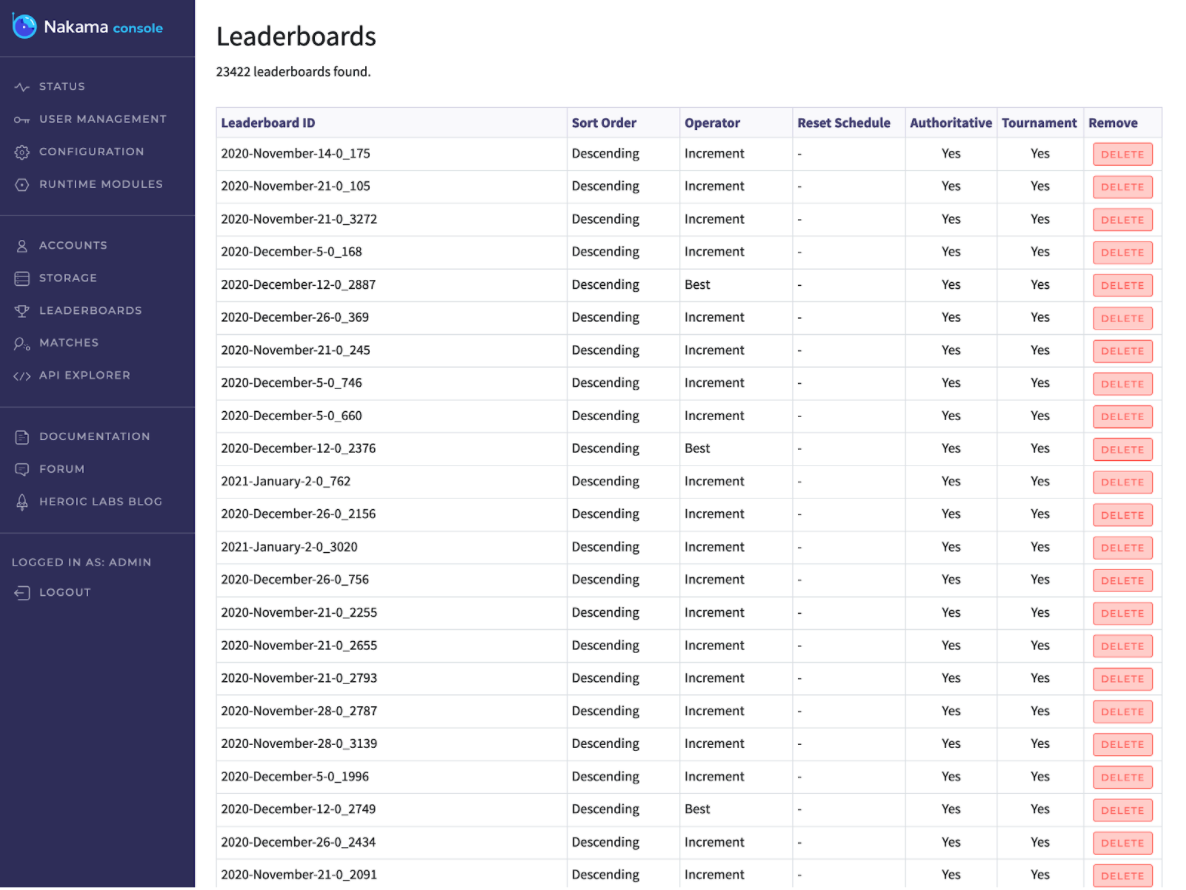 Nakama console
STATUS
USER MANAGEMENT
CONFIGURATION
RUNTIME MODULES
ACCOUNTS
STORAGE
LEADERBOARDS
MATCHES
API EXPLORER
DOCUMENTATION
FORUM
HEROIC LABS BLOG
LOGGED IN AS: ADMIN
LOGOUT
Leaderboards
23422 leaderboards found.
Leaderboard ID Sort Order Operator Reset Schedule Authoritative Tournament Remove
2020-November-14-0_175 Descending Increment - Yes Yes DELETE
2020-November-21-0_105 Descending Increment - Yes Yes DELETE
2020-November-21-0_3272 Descending Increment - Yes Yes DELETE
2020-December-5-0_168 Descending Increment - Yes Yes DELETE
2020-December-12-0_2887 Descending Best - Yes Yes DELETE
2020-December-26-0_369 Descending Increment - Yes Yes DELETE
2020-November-21-0_245 Descending Increment - Yes Yes DELETE
2020-December-5-0_746 Descending Increment - Yes Yes DELETE
2020-December-5-0_660 Descending Increment - Yes Yes DELETE
2020-December-12-0_2376 Descending Best - Yes Yes DELETE
2021-January-2-0_762 Descending Increment - Yes Yes DELETE
2020-December-26-0_2156 Descending Increment - Yes Yes DELETE
2021-January-2-0_3020 Descending Increment - Yes Yes DELETE
2020-December-26-0_756 Descending Increment - Yes Yes DELETE
2020-November-21-0_2255 Descending Increment - Yes Yes DELETE
2020-November-21-0_2655 Descending Increment - Yes Yes DELETE
2020-November-21-0_2793 Descending Increment - Yes Yes DELETE
2020-November-28-0_2787 Descending Increment - Yes Yes DELETE
2020-November-28-0_3139 Descending Increment - Yes Yes DELETE
2020-December-5-0_1996 Descending Increment - Yes Yes DELETE
2020-December-12-0_2749 Descending Best - Yes Yes DELETE
2020-December-26-0_2434 Descending Increment - Yes Yes DELETE
2020-November-21-0_2091 Descending Increment - Yes Yes DELETE